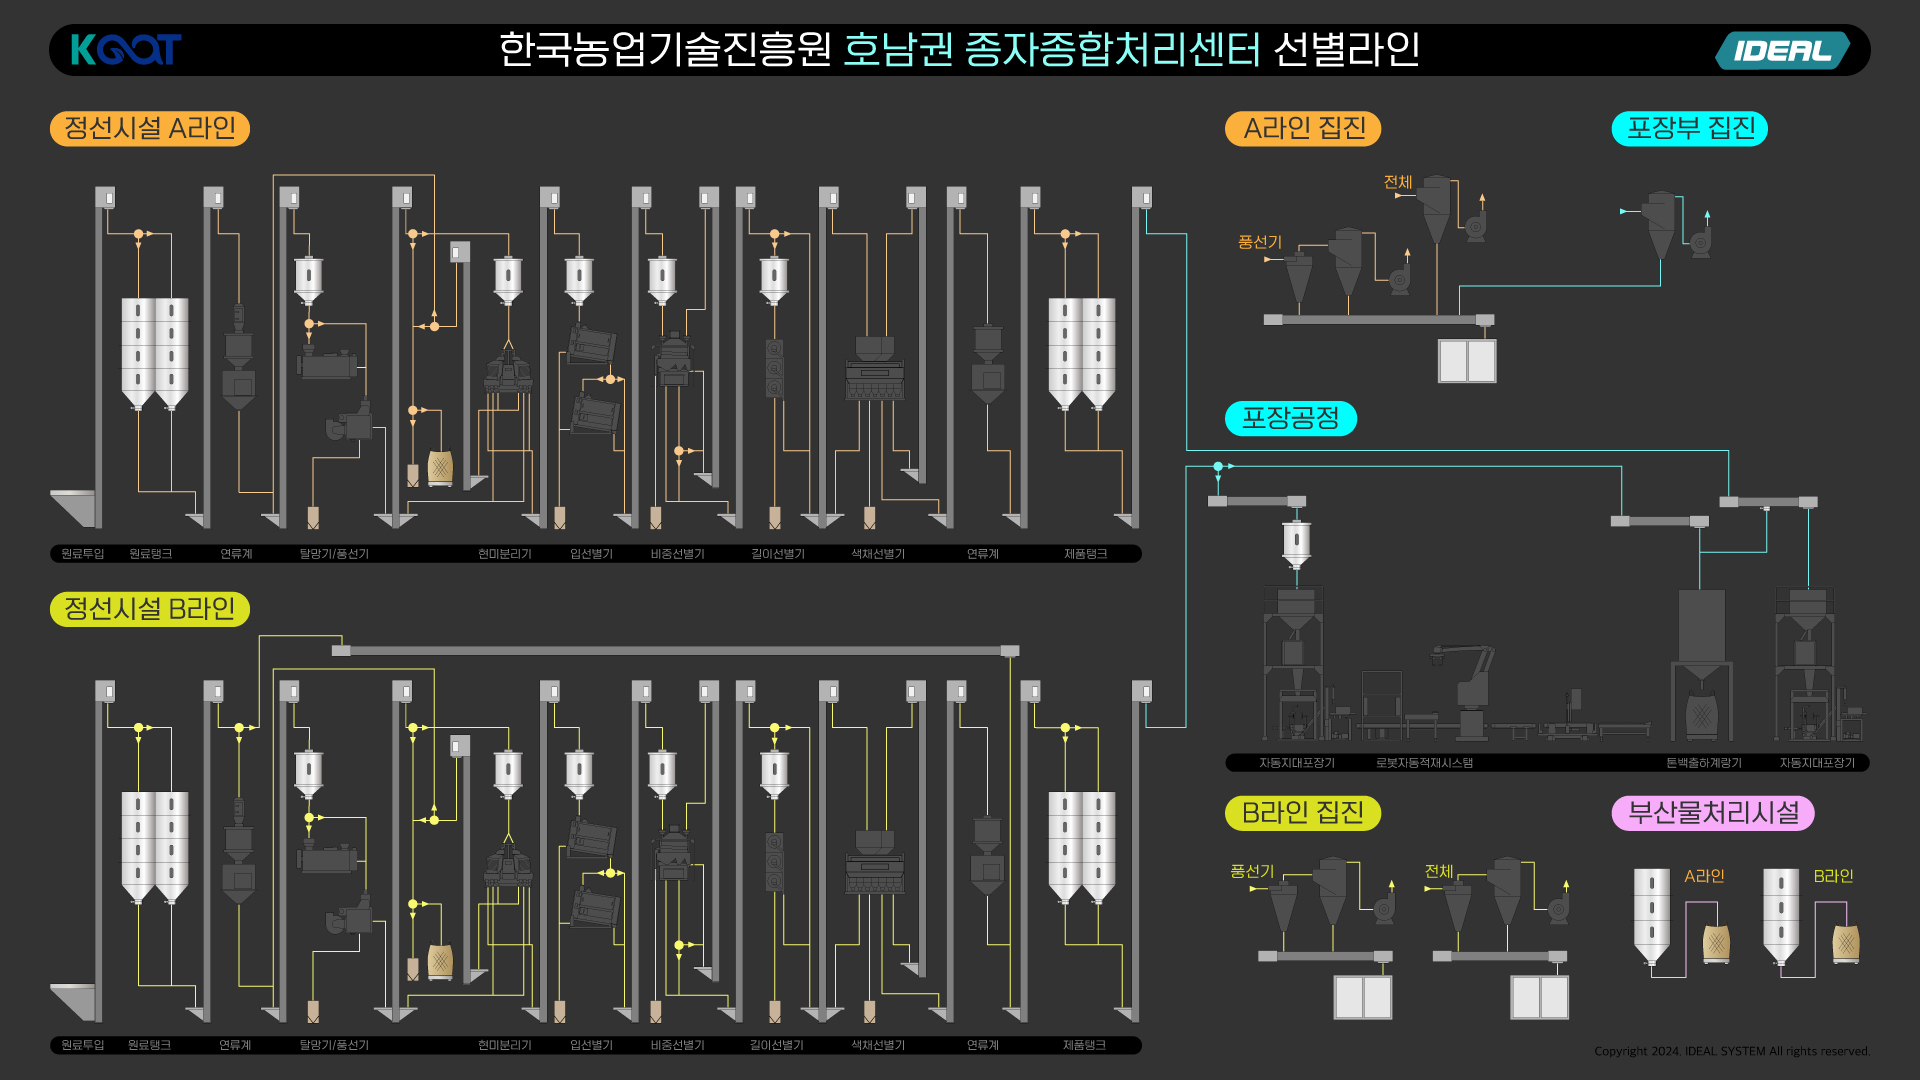 KOAT
한국농업기술진흥원 호남권 종자종합처리센터 선별라인
IDEAL
정선시설 A라인
원료투입 원료탱크 연류계 탈망기/풍선기 현미분리기 입선별기 비중선별기 길이선별기 색채선별기 연류계 제품탱크
정선시설 B라인
원료투입 원료탱크 연류계 탈망기/풍선기 현미분리기 입선별기 비중선별기 길이선별기 색채선별기 연류계 제품탱크
A라인 집진
전체
풍선기
포장부 집진
포장공정
자동지대포장기 로봇자동적재시스템 톤백출하계량기 자동지대포장기
B라인 집진
풍선기
전체
부산물처리시설
A라인
B라인
Copyright 2024. IDEAL SYSTEM All rights reserved.